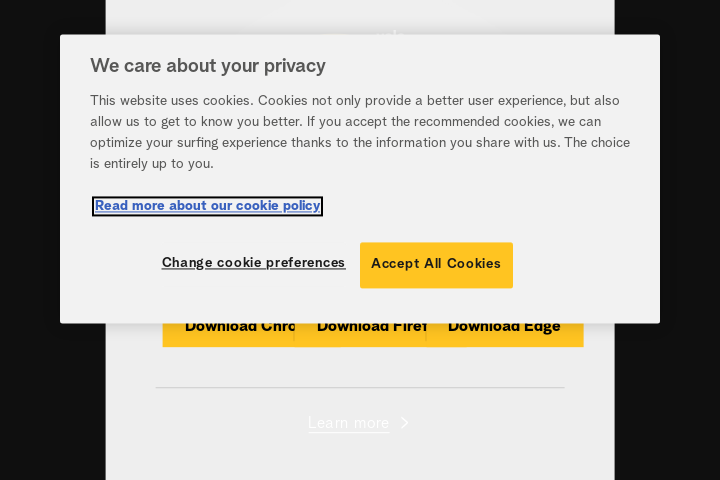 We care about your privacy
This website uses cookies. Cookies not only provide a better user experience, but also
allow us to get to know you better. If you accept the recommended cookies, we can
optimize your surfing experience thanks to the information you share with us. The choice
is entirely up to you.
Read more about our cookie policy
Change cookie preferences
Accept All Cookies
Download Chro
Download Firef
Download Edge
Learn more